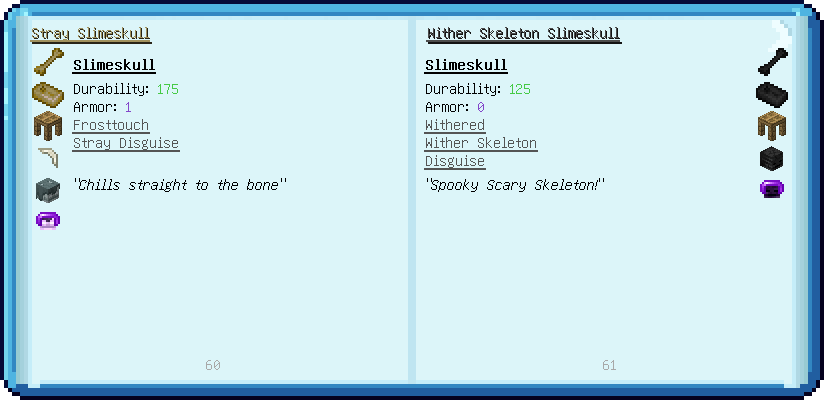 Stray Slimeskull
Slimeskull
Durability: 175
Armor: 1
Frosttouch
Stray Disguise
"Chills straight to the bone"
60
Wither Skeleton Slimeskull
Slimeskull
Durability: 125
Armor: 0
Withered
Wither Skeleton
Disguise
"Spooky Scary Skeleton!"
61